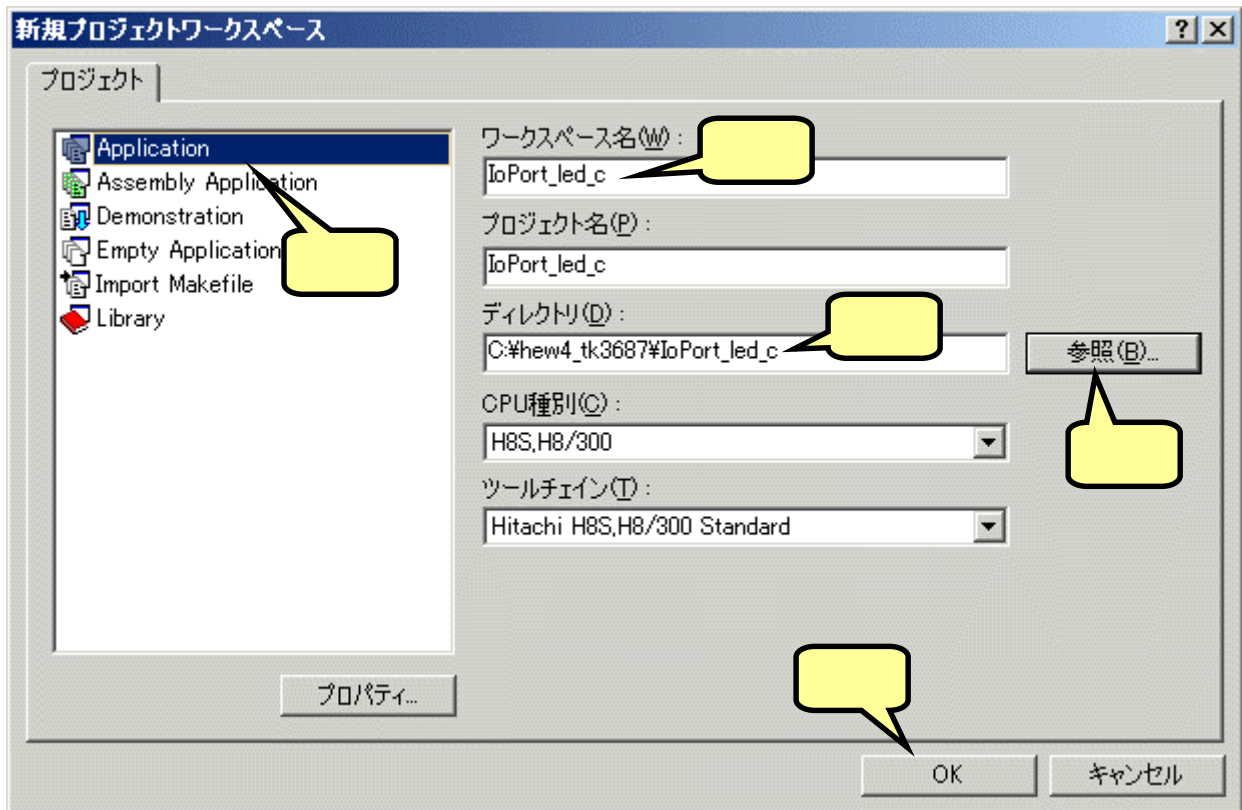 新規プロジェクトワークスペース
プロジェクト
Application
Assembly Application
Demonstration
Empty Application
Import Makefile
Library
プロパティ...
ワークスペース名(W) :
IoPort_led_c
プロジェクト名(P) :
IoPort_led_c
ディレクトリ(D) :
C:¥hew4_tk3687¥IoPort_led_c
参照(B)...
CPU種別(C) :
H8S,H8/300
ツールチェイン(T) :
Hitachi H8S,H8/300 Standard
OK
キャンセル